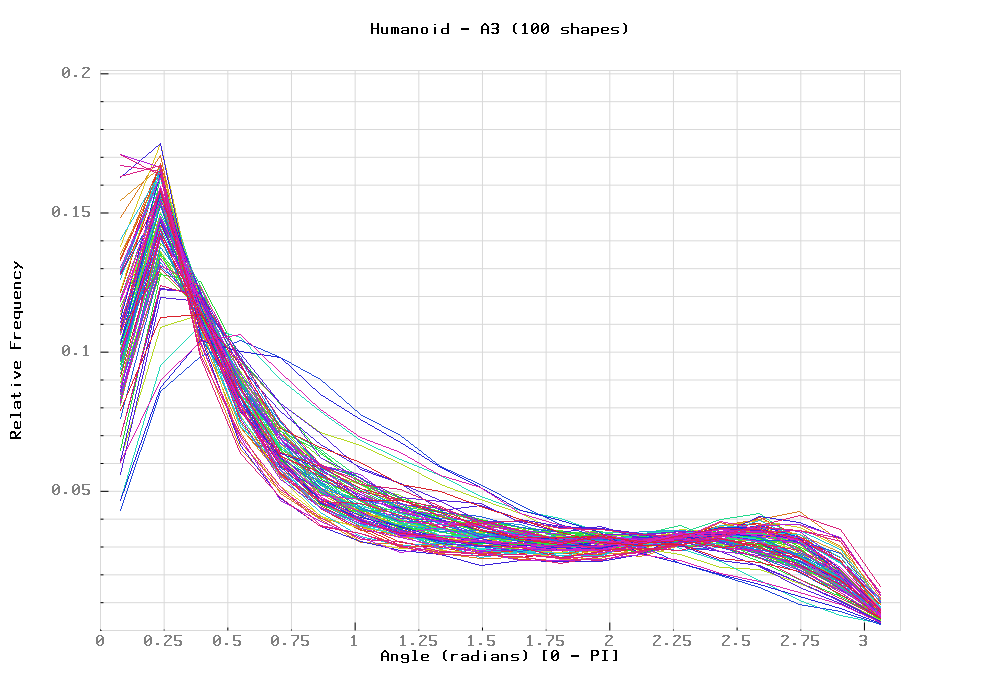 Humanoid - A3 (100 shapes)
0.2
0.15
0.1
0.05
Relative Frequency
0 0.25 0.5 0.75 1 1.25 1.5 1.75 2 2.25 2.5 2.75 3
Angle (radians) [0 - PI]